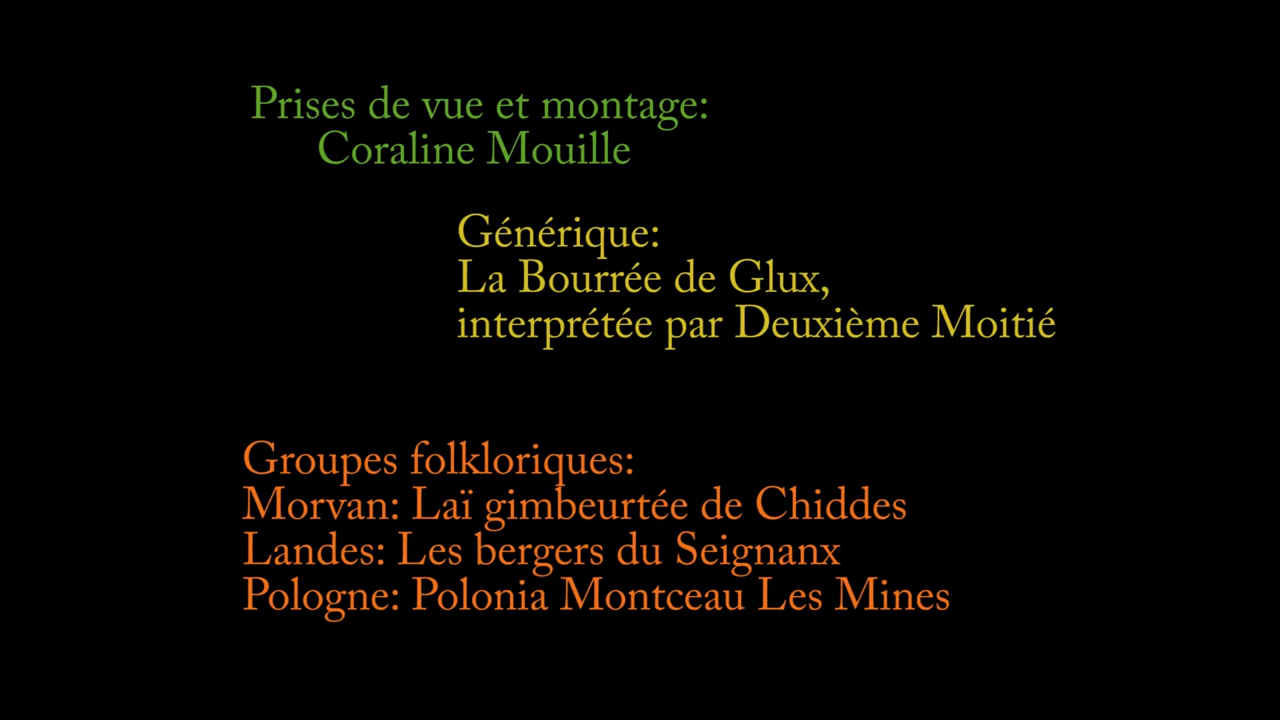 Prises de vue et montage:
Coraline Mouille
Générique:
La Bourrée de Glux,
interprétée par Deuxième Moitié
Groupes folkloriques:
Morvan: Laï gimbeurtée de Chiddes
Landes: Les bergers du Seignanx
Pologne: Polonia Montceau Les Mines